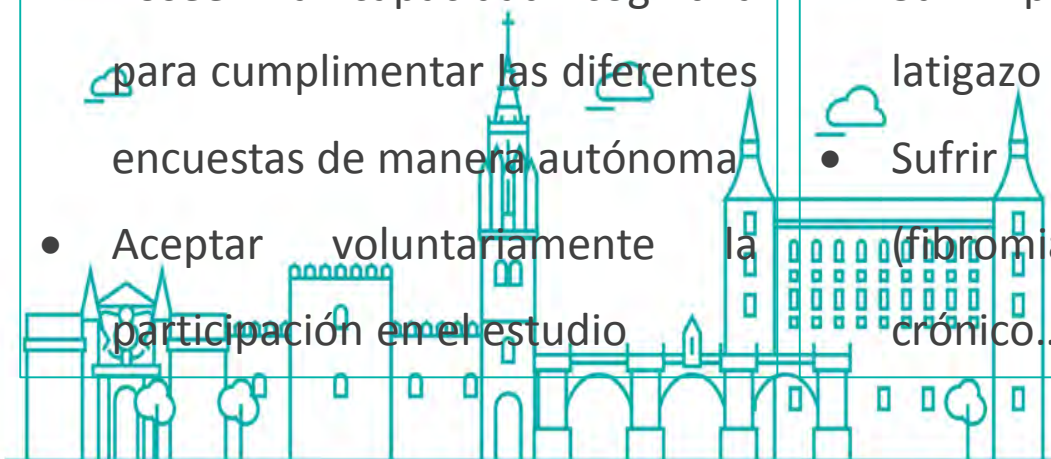 para cumplimentar las diferentes
encuestas de manera autónoma
• Aceptar voluntariamente la
participación en el estudio
latigazo
• Sufrir
crónico..